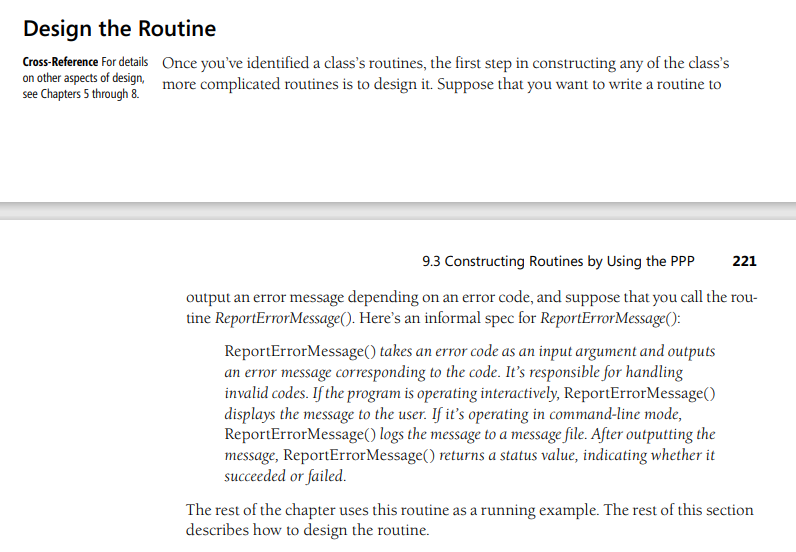 Design the Routine
Cross-Reference For details
on other aspects of design,
see Chapters 5 through 8.
Once you've identified a class's routines, the first step in constructing any of the class's
more complicated routines is to design it. Suppose that you want to write a routine to
9.3 Constructing Routines by Using the PPP 221
output an error message depending on an error code, and suppose that you call the rou-
tine ReportErrorMessage(). Here's an informal spec for ReportErrorMessage():
ReportErrorMessage() takes an error code as an input argument and outputs
an error message corresponding to the code. It's responsible for handling
invalid codes. If the program is operating interactively, ReportErrorMessage()
displays the message to the user. If it's operating in command-line mode,
ReportErrorMessage() logs the message to a message file. After outputting the
message, ReportErrorMessage() returns a status value, indicating whether it
succeeded or failed.
The rest of the chapter uses this routine as a running example. The rest of this section
describes how to design the routine.